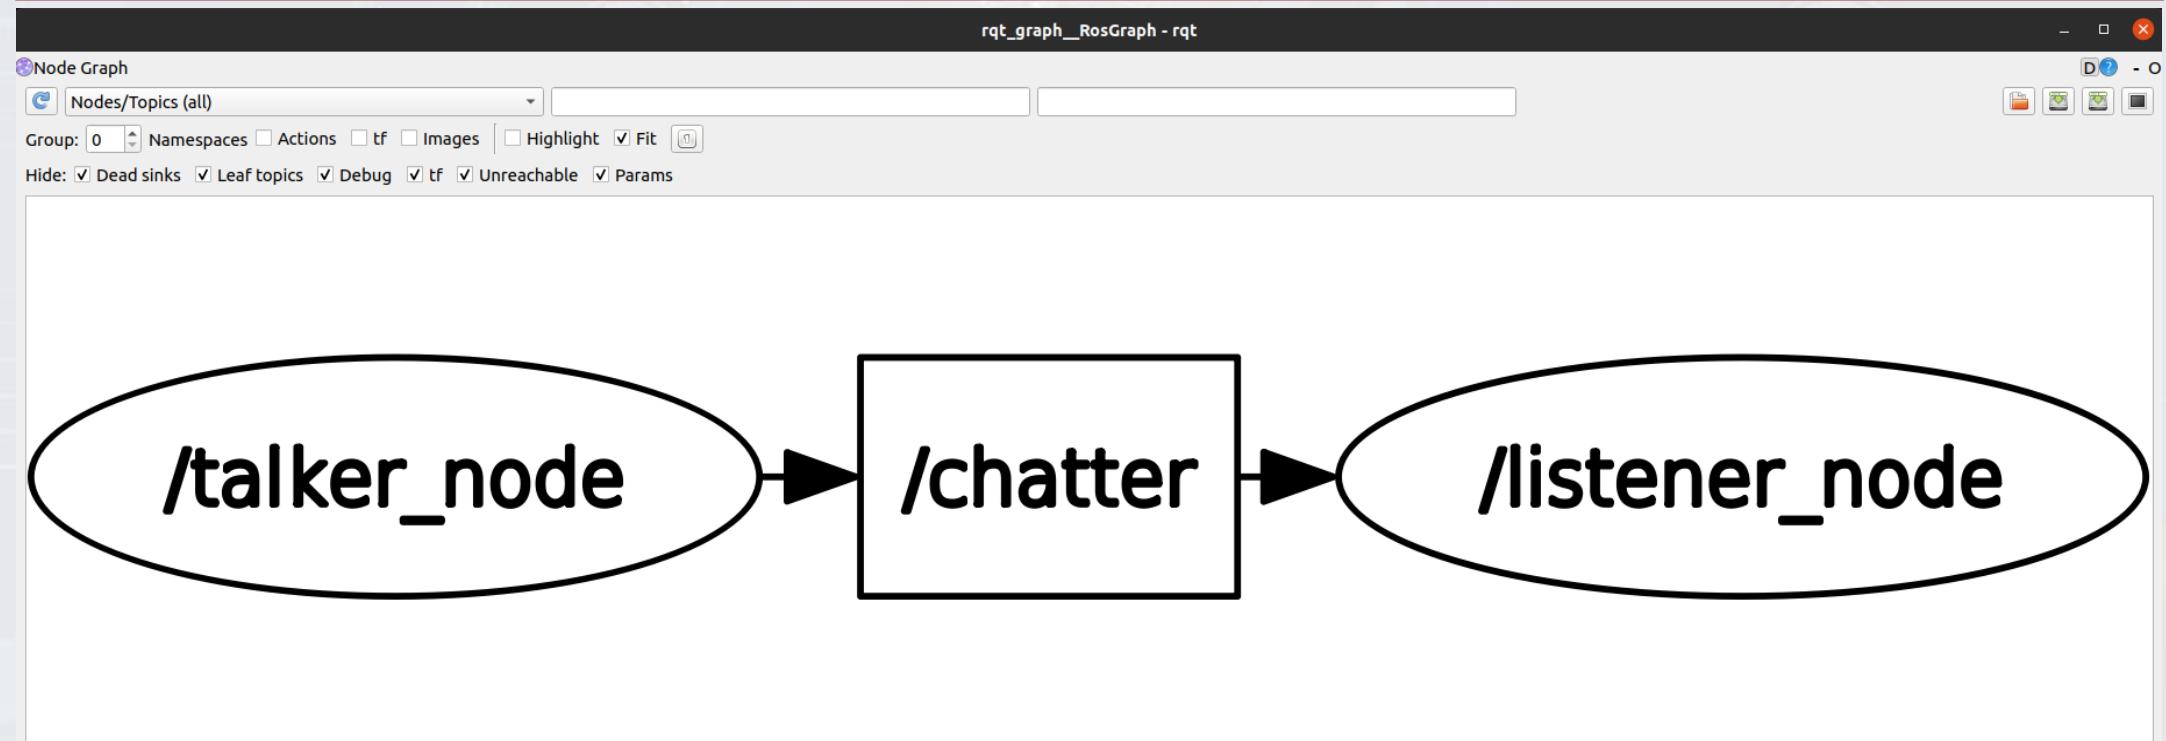 rqt_graph__RosGraph - rqt
Node Graph D ? - O
Nodes/Topics (all)
Group: 0 Namespaces Actions tf Images Highlight Fit
Hide: Dead sinks Leaf topics Debug tf Unreachable Params
/talker_node /chatter /listener_node